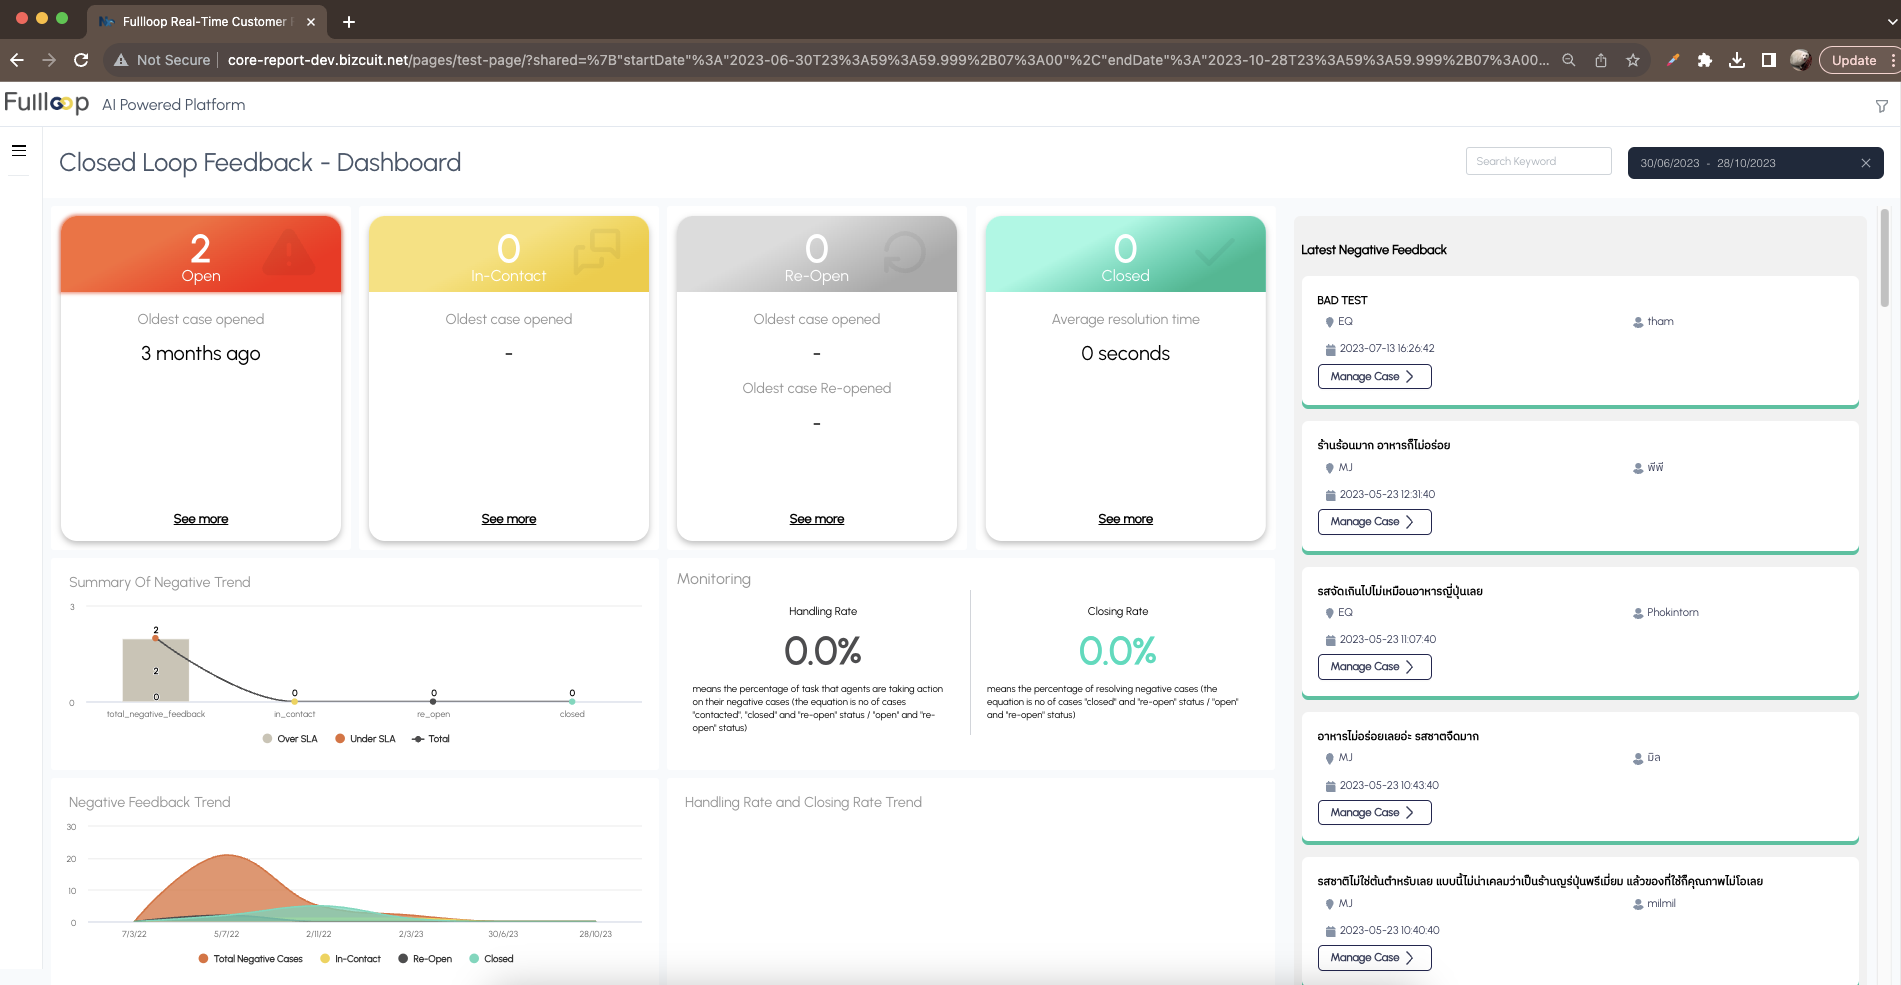 Fullloop Real-Time Customer
Not Secure
core-report-dev.bizcuit.net/pages/test-page/?shared=%7B"startDate"%3A"2023-06-30T23%3A59%3A59.999%2B07%3A00"%2C"endDate"%3A"2023-10-28T23%3A59%3A59.999%2B07%3A00...
Update
Fullloop AI Powered Platform
Closed Loop Feedback - Dashboard
Search Keyword
30/06/2023 - 28/10/2023
2
Open
Oldest case opened
3 months ago
See more
0
In-Contact
Oldest case opened
-
See more
0
Re-Open
Oldest case opened
-
Oldest case Re-opened
-
See more
0
Closed
Average resolution time
0 seconds
See more
Summary Of Negative Trend
3
0
2
2
0
0
0
0
total_negative_feedback
in_contact
re_open
closed
Over SLA
Under SLA
Total
Monitoring
Handling Rate
0.0%
means the percentage of task that agents are taking action
on their negative cases (the equation is no of cases
"contacted", "closed" and "re-open" status / "open" and "re-
open" status)
Closing Rate
0.0%
means the percentage of resolving negative cases (the
equation is no of cases "closed" and "re-open" status / "open"
and "re-open" status)
Negative Feedback Trend
30
20
10
0
7/3/22
5/7/22
2/11/22
2/3/23
30/6/23
28/10/23
Total Negative Cases
In-Contact
Re-Open
Closed
Handling Rate and Closing Rate Trend
Latest Negative Feedback
BAD TEST
EQ
tham
2023-07-13 16:26:42
Manage Case
ร้านร้อนมาก อาหารก็ไม่อร่อย
MJ
พีพี
2023-05-23 12:31:40
Manage Case
รสจัดเกินไปไม่เหมือนอาหารญี่ปุ่นเลย
EQ
Phokintorn
2023-05-23 11:07:40
Manage Case
อาหารไม่อร่อยเลยอ่ะ รสชาตจืดมาก
MJ
มิล
2023-05-23 10:43:40
Manage Case
รสชาติไม่ใช่ต้นตำหรับเลย แบบนี้ไม่น่าเคลมว่าเป็นร้านญร่ปุ่นพรีเมี่ยม แล้วของที่ใช้ก็คุณภาพไม่โอเลย
MJ
milmil
2023-05-23 10:40:40
Manage Case